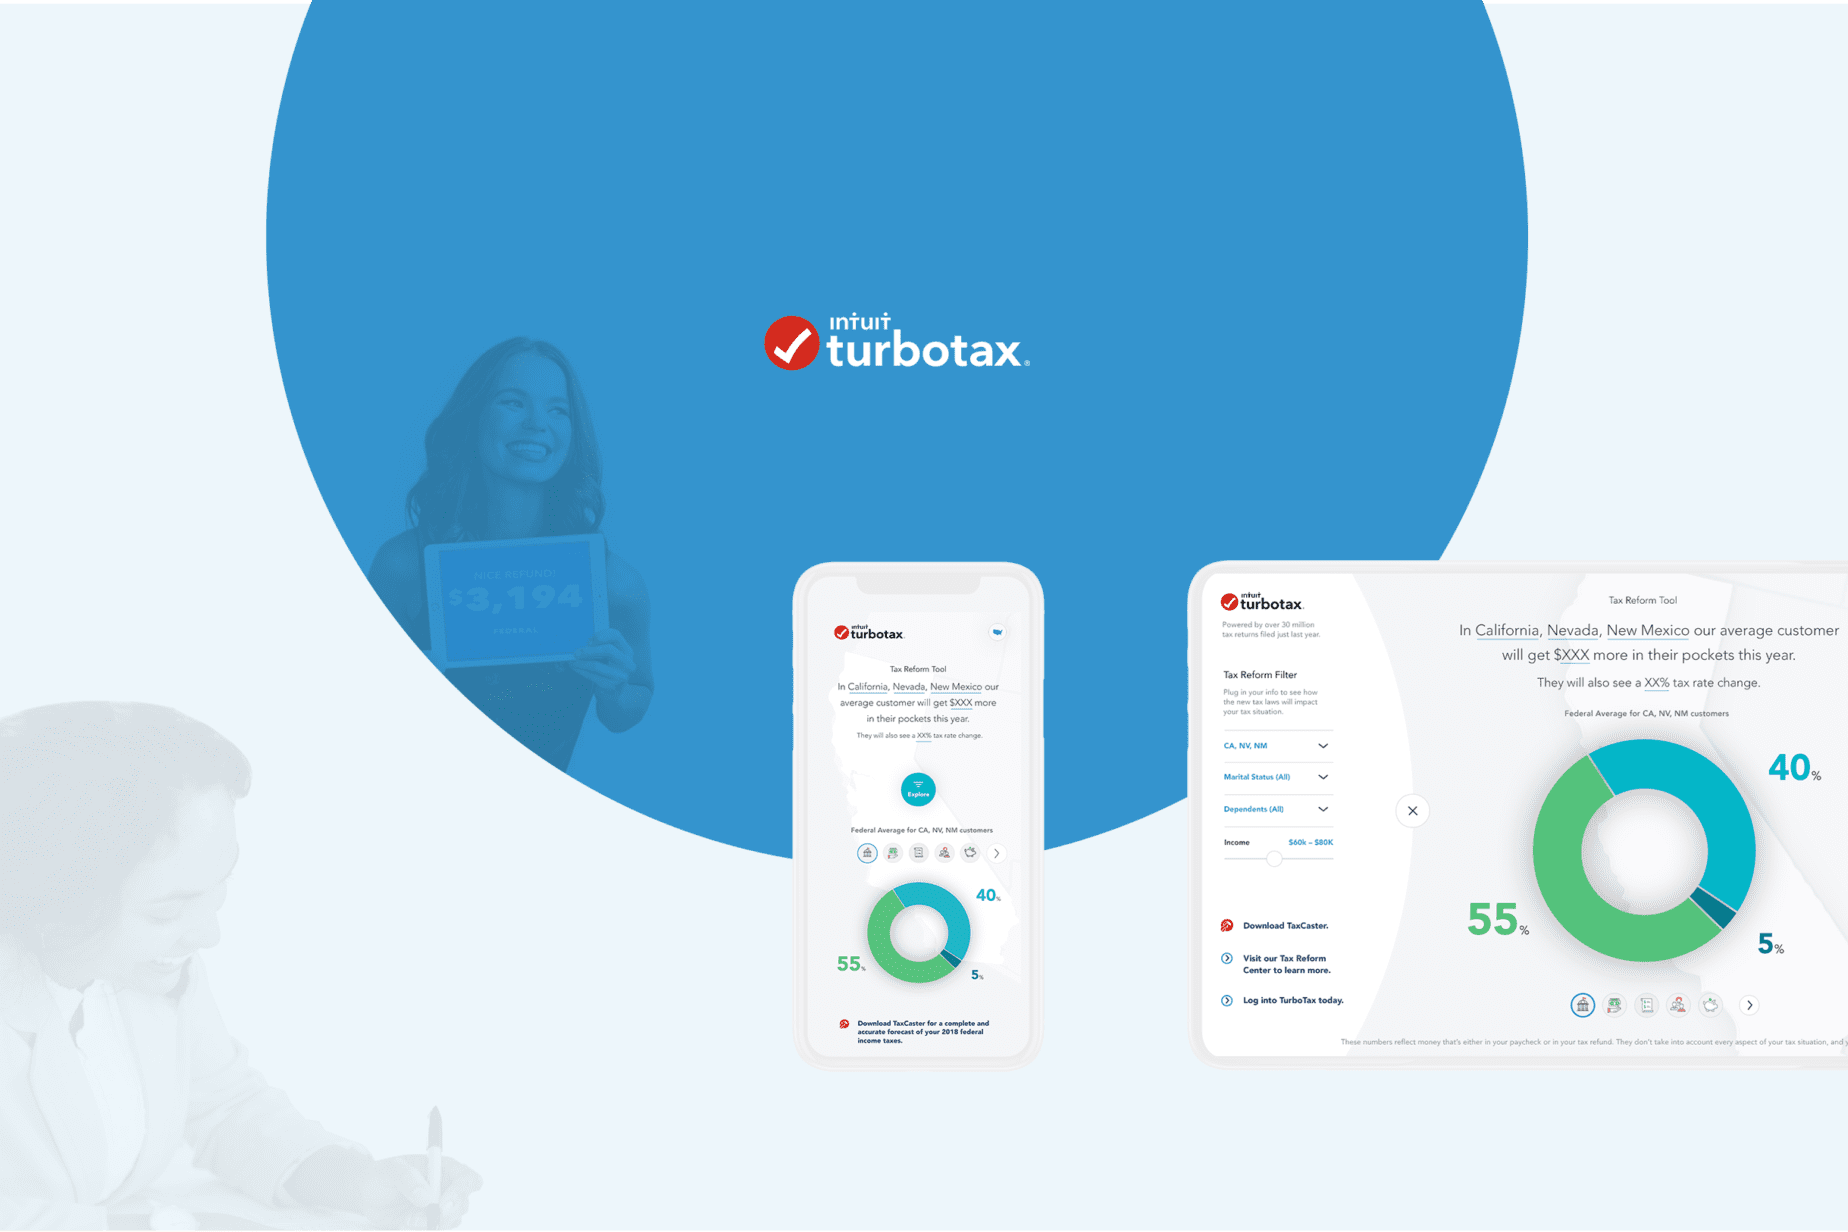 intuit
turbotax®
NICE REFUND!
$3,194
FEDERAL
intuit
turbotax
Tax Reform Tool
In California, Nevada, New Mexico our
average customer will get $XXX more
in their pockets this year.
They will also see a XX% tax rate change.
Explore
Federal Average for CA, NV, NM customers
40%
55%
5%
Download TaxCaster for a complete and
accurate forecast of your 2018 federal
income taxes.
intuit
turbotax
Powered by over 30 million
tax returns filed just last year.
Tax Reform Filter
Plug in your info to see how
the new tax laws will impact
your tax situation.
CA, NV, NM
Marital Status (All)
Dependents (All)
Income $60k – $80K
Download TaxCaster.
Visit our Tax Reform
Center to learn more.
Log into TurboTax today.
Tax Reform Tool
In California, Nevada, New Mexico our average customer
will get $XXX more in their pockets this year.
They will also see a XX% tax rate change.
Federal Average for CA, NV, NM customers
40%
55%
5%
These numbers reflect money that's either in your paycheck or in your tax refund. They don't take into account every aspect of your tax situation, and